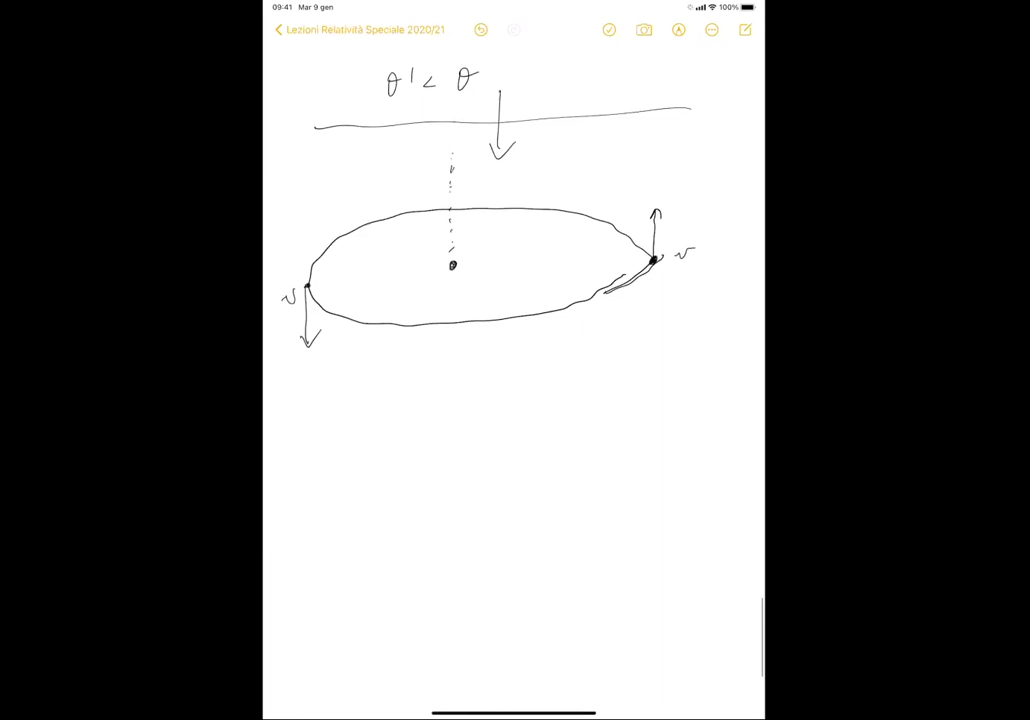 09:41 Mar 9 gen 100%
Lezioni Relatività Speciale 2020/21
θ' < θ
v
v